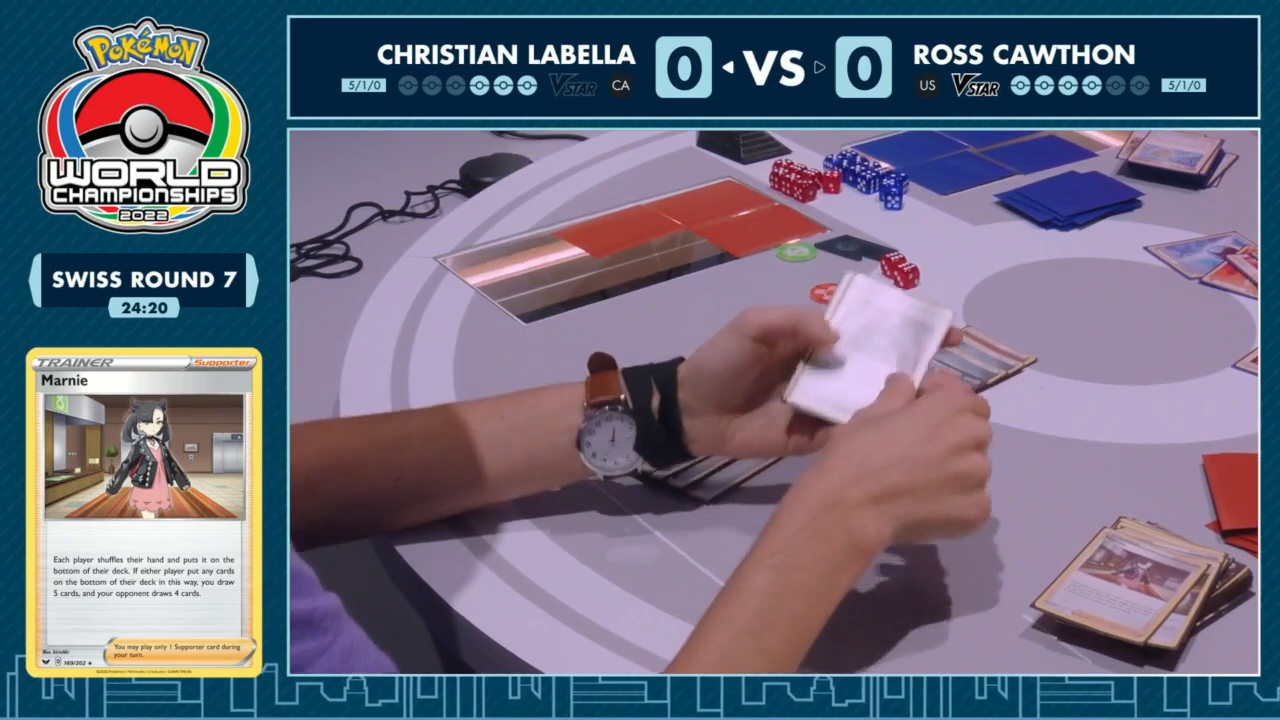 Pokémon
WORLD
CHAMPIONSHIPS
2022
CHRISTIAN LABELLA
5/1/0
VSTAR
CA
0
VS
0
ROSS CAWTHON
US
VSTAR
5/1/0
SWISS ROUND 7
24:20
TRAINER
Supporter
Marnie
Each player shuffles their hand and puts it on the
bottom of their deck. If either player put any cards
on the bottom of their deck in this way, you draw
5 cards, and your opponent draws 4 cards.
You may play only 1 Supporter card during
your turn.
169/202